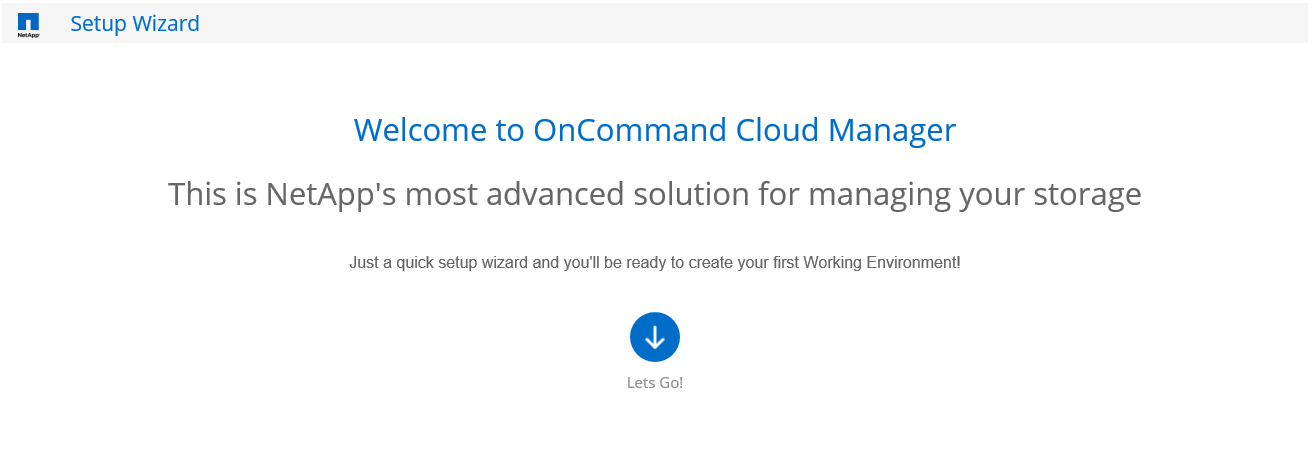 NetApp
Setup Wizard
Welcome to OnCommand Cloud Manager
This is NetApp's most advanced solution for managing your storage
Just a quick setup wizard and you'll be ready to create your first Working Environment!
Lets Go!